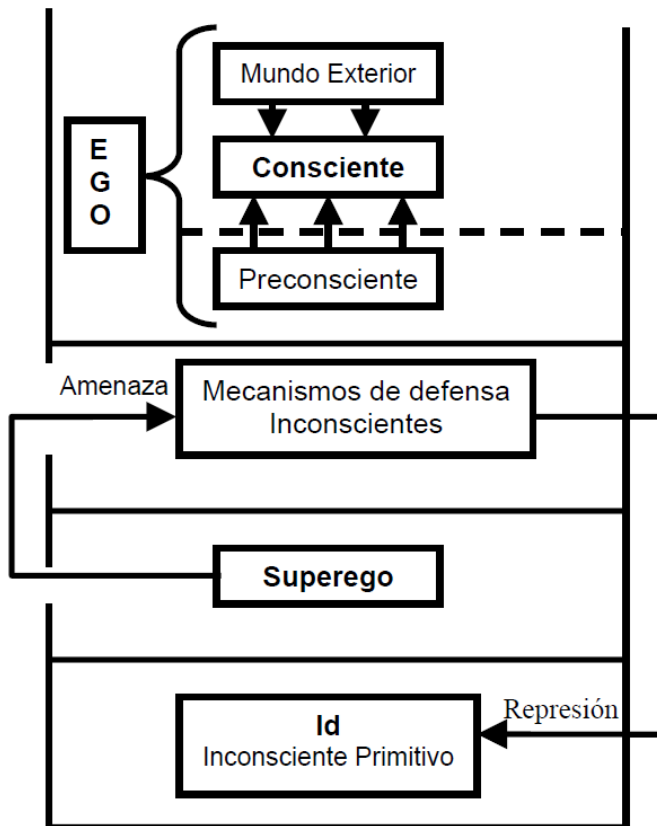 Mundo Exterior
E
G
O
Consciente
Preconsciente
Amenaza
Mecanismos de defensa
Inconscientes
Superego
Id
Inconsciente Primitivo
Represión